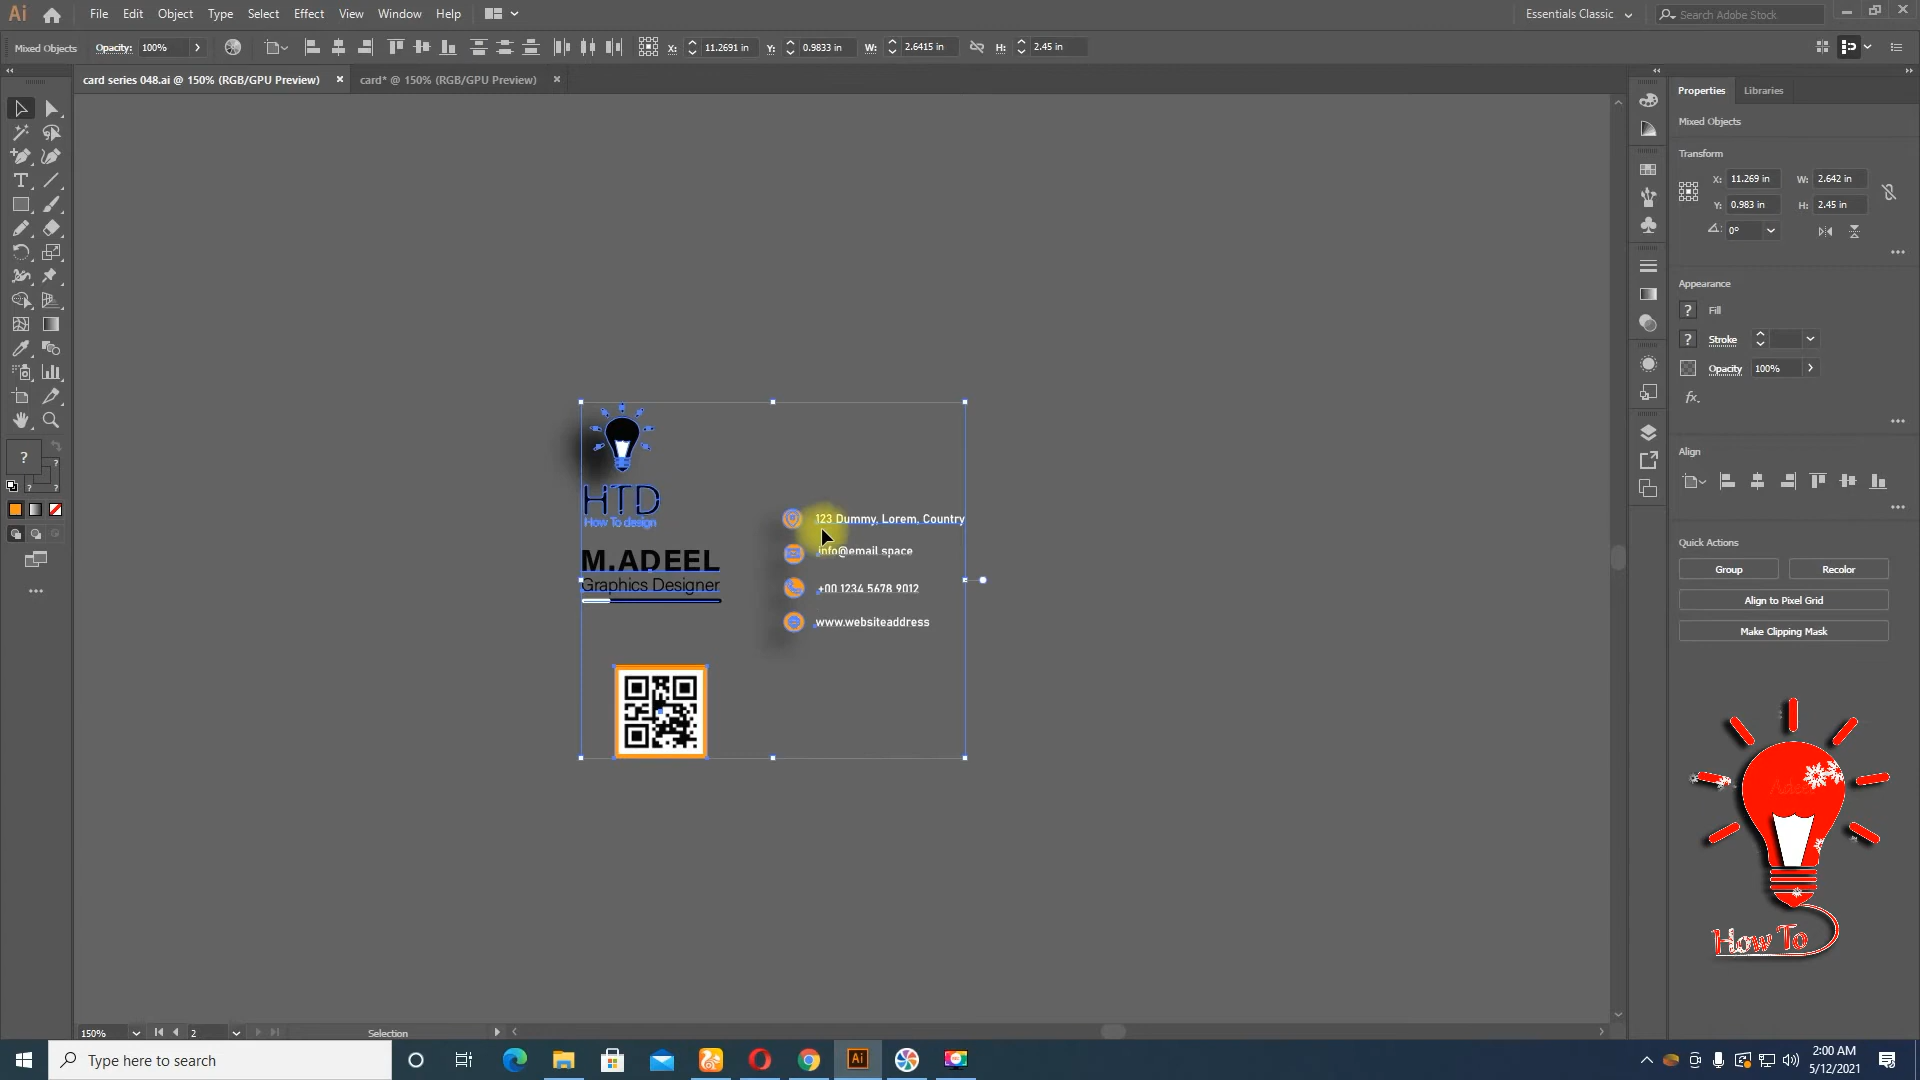 Ai File Edit Object Type Select Effect View Window Help Essentials Classic Search Adobe Stock
Mixed Objects Opacity: 100% X: 11.2691 in Y: 0.9833 in W: 2.6415 in H: 2.45 in
card series 048.ai @ 150% (RGB/GPU Preview) × card* @ 150% (RGB/GPU Preview) ×
Properties Libraries
Mixed Objects
Transform
X: 11.269 in W: 2.642 in
Y: 0.983 in H: 2.45 in
0°
Appearance
? Fill
? Stroke
Opacity 100%
fx.
Align
Quick Actions
Group Recolor
Align to Pixel Grid
Make Clipping Mask
HTD
How To design
M.ADEEL
Graphics Designer
123 Dummy, Lorem, Country
info@email.space
+00 1234 5678 9012
www.websiteaddress
How To
150% 2 Selection
Type here to search
Ai
2:00 AM
5/12/2021